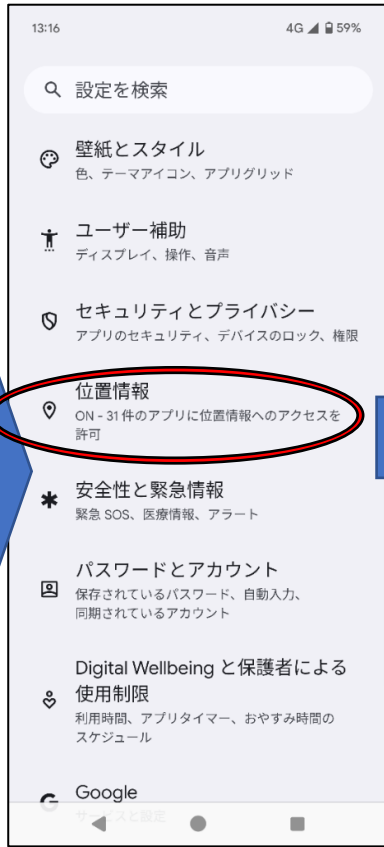 13:16 4G 59%
設定を検索
壁紙とスタイル
色、テーマアイコン、アプリグリッド
ユーザー補助
ディスプレイ、操作、音声
セキュリティとプライバシー
アプリのセキュリティ、デバイスのロック、権限
位置情報
ON - 31 件のアプリに位置情報へのアクセスを
許可
安全性と緊急情報
緊急 SOS、医療情報、アラート
パスワードとアカウント
保存されているパスワード、自動入力、
同期されているアカウント
Digital Wellbeing と保護者による
使用制限
利用時間、アプリタイマー、おやすみ時間の
スケジュール
Google
サービスと設定